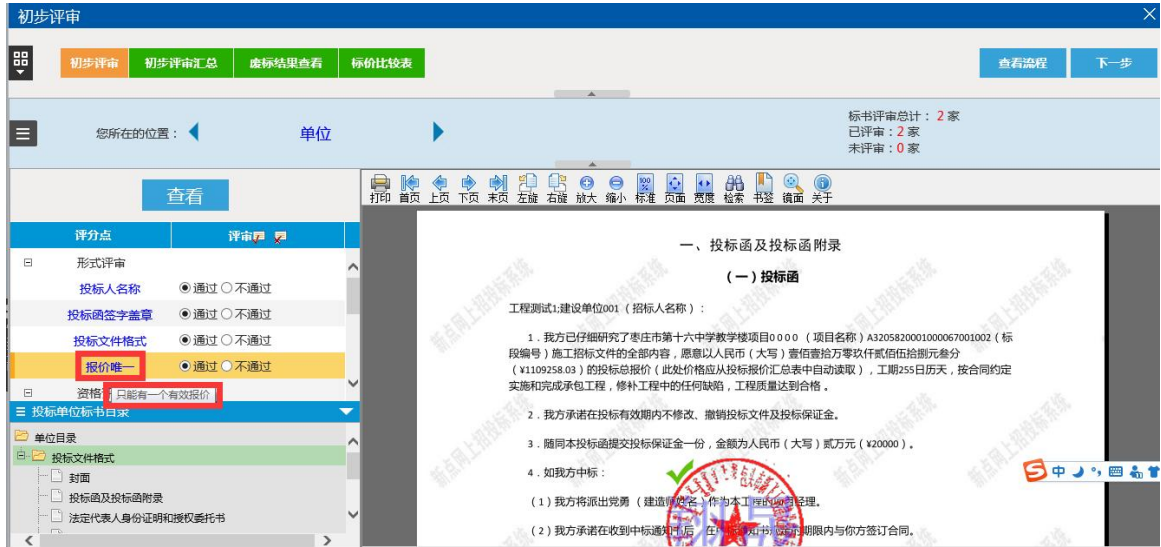 初步评审
初步评审 初步评审汇总 废标结果查看 标价比较表 查看流程 下一步
您所在的位置： 单位
标书评审总计： 2 家
已评审：2 家
未评审：0 家
查看
打印 首页 上页 下页 末页 左旋 右旋 放大 缩小 标准 页面 宽度 检索 书签 镜面 关于
评分点 评审
形式评审
投标人名称 通过 不通过
投标函签字盖章 通过 不通过
投标文件格式 通过 不通过
报价唯一 通过 不通过
资格
只能有一个有效报价
投标单位标书目录
单位目录
投标文件格式
封面
投标函及投标函附录
法定代表人身份证明和授权委托书
一、投标函及投标函附录
（一）投标函
工程测试1;建设单位001（招标人名称）：
1．我方已仔细研究了枣庄市第十六中学教学楼项目0000（项目名称）A3205820001000067001002（标
段编号）施工招标文件的全部内容，愿意以人民币（大写）壹佰壹拾万零玖仟贰佰伍拾捌元叁分
（¥1109258.03）的投标总报价（此处价格应从投标报价汇总表中自动读取），工期255日历天，按合同约定
实施和完成承包工程，修补工程中的任何缺陷，工程质量达到合格。
2．我方承诺在投标有效期内不修改、撤销投标文件及投标保证金。
3．随同本投标函提交投标保证金一份，金额为人民币（大写）贰万元（¥20000）。
4．如我方中标：
（1）我方将派出党勇（建造师姓名）作为本工程的项目经理。
（2）我方承诺在收到中标通知书后，在中标通知书规定的期限内与你方签订合同。
新点网上招投标系统
中